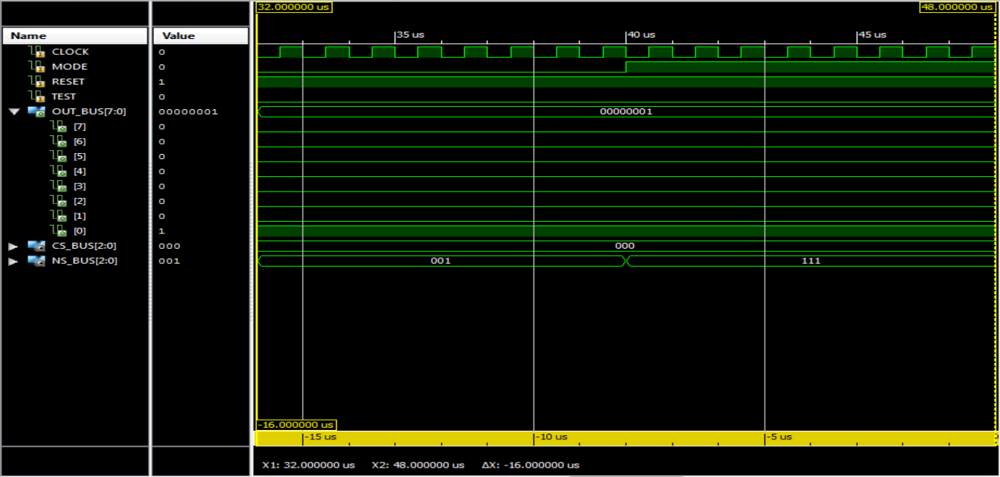 32.000000 us 48.000000 us
Name Value
35 us 40 us 45 us
CLOCK 0
MODE 0
RESET 1
TEST 0
OUT_BUS[7:0] 00000001 00000001
[7] 0
[6] 0
[5] 0
[4] 0
[3] 0
[2] 0
[1] 0
[0] 1
CS_BUS[2:0] 000 000
NS_BUS[2:0] 001 001 111
-16.000000 us
-15 us -10 us -5 us
X1: 32.000000 us X2: 48.000000 us ΔX: -16.000000 us